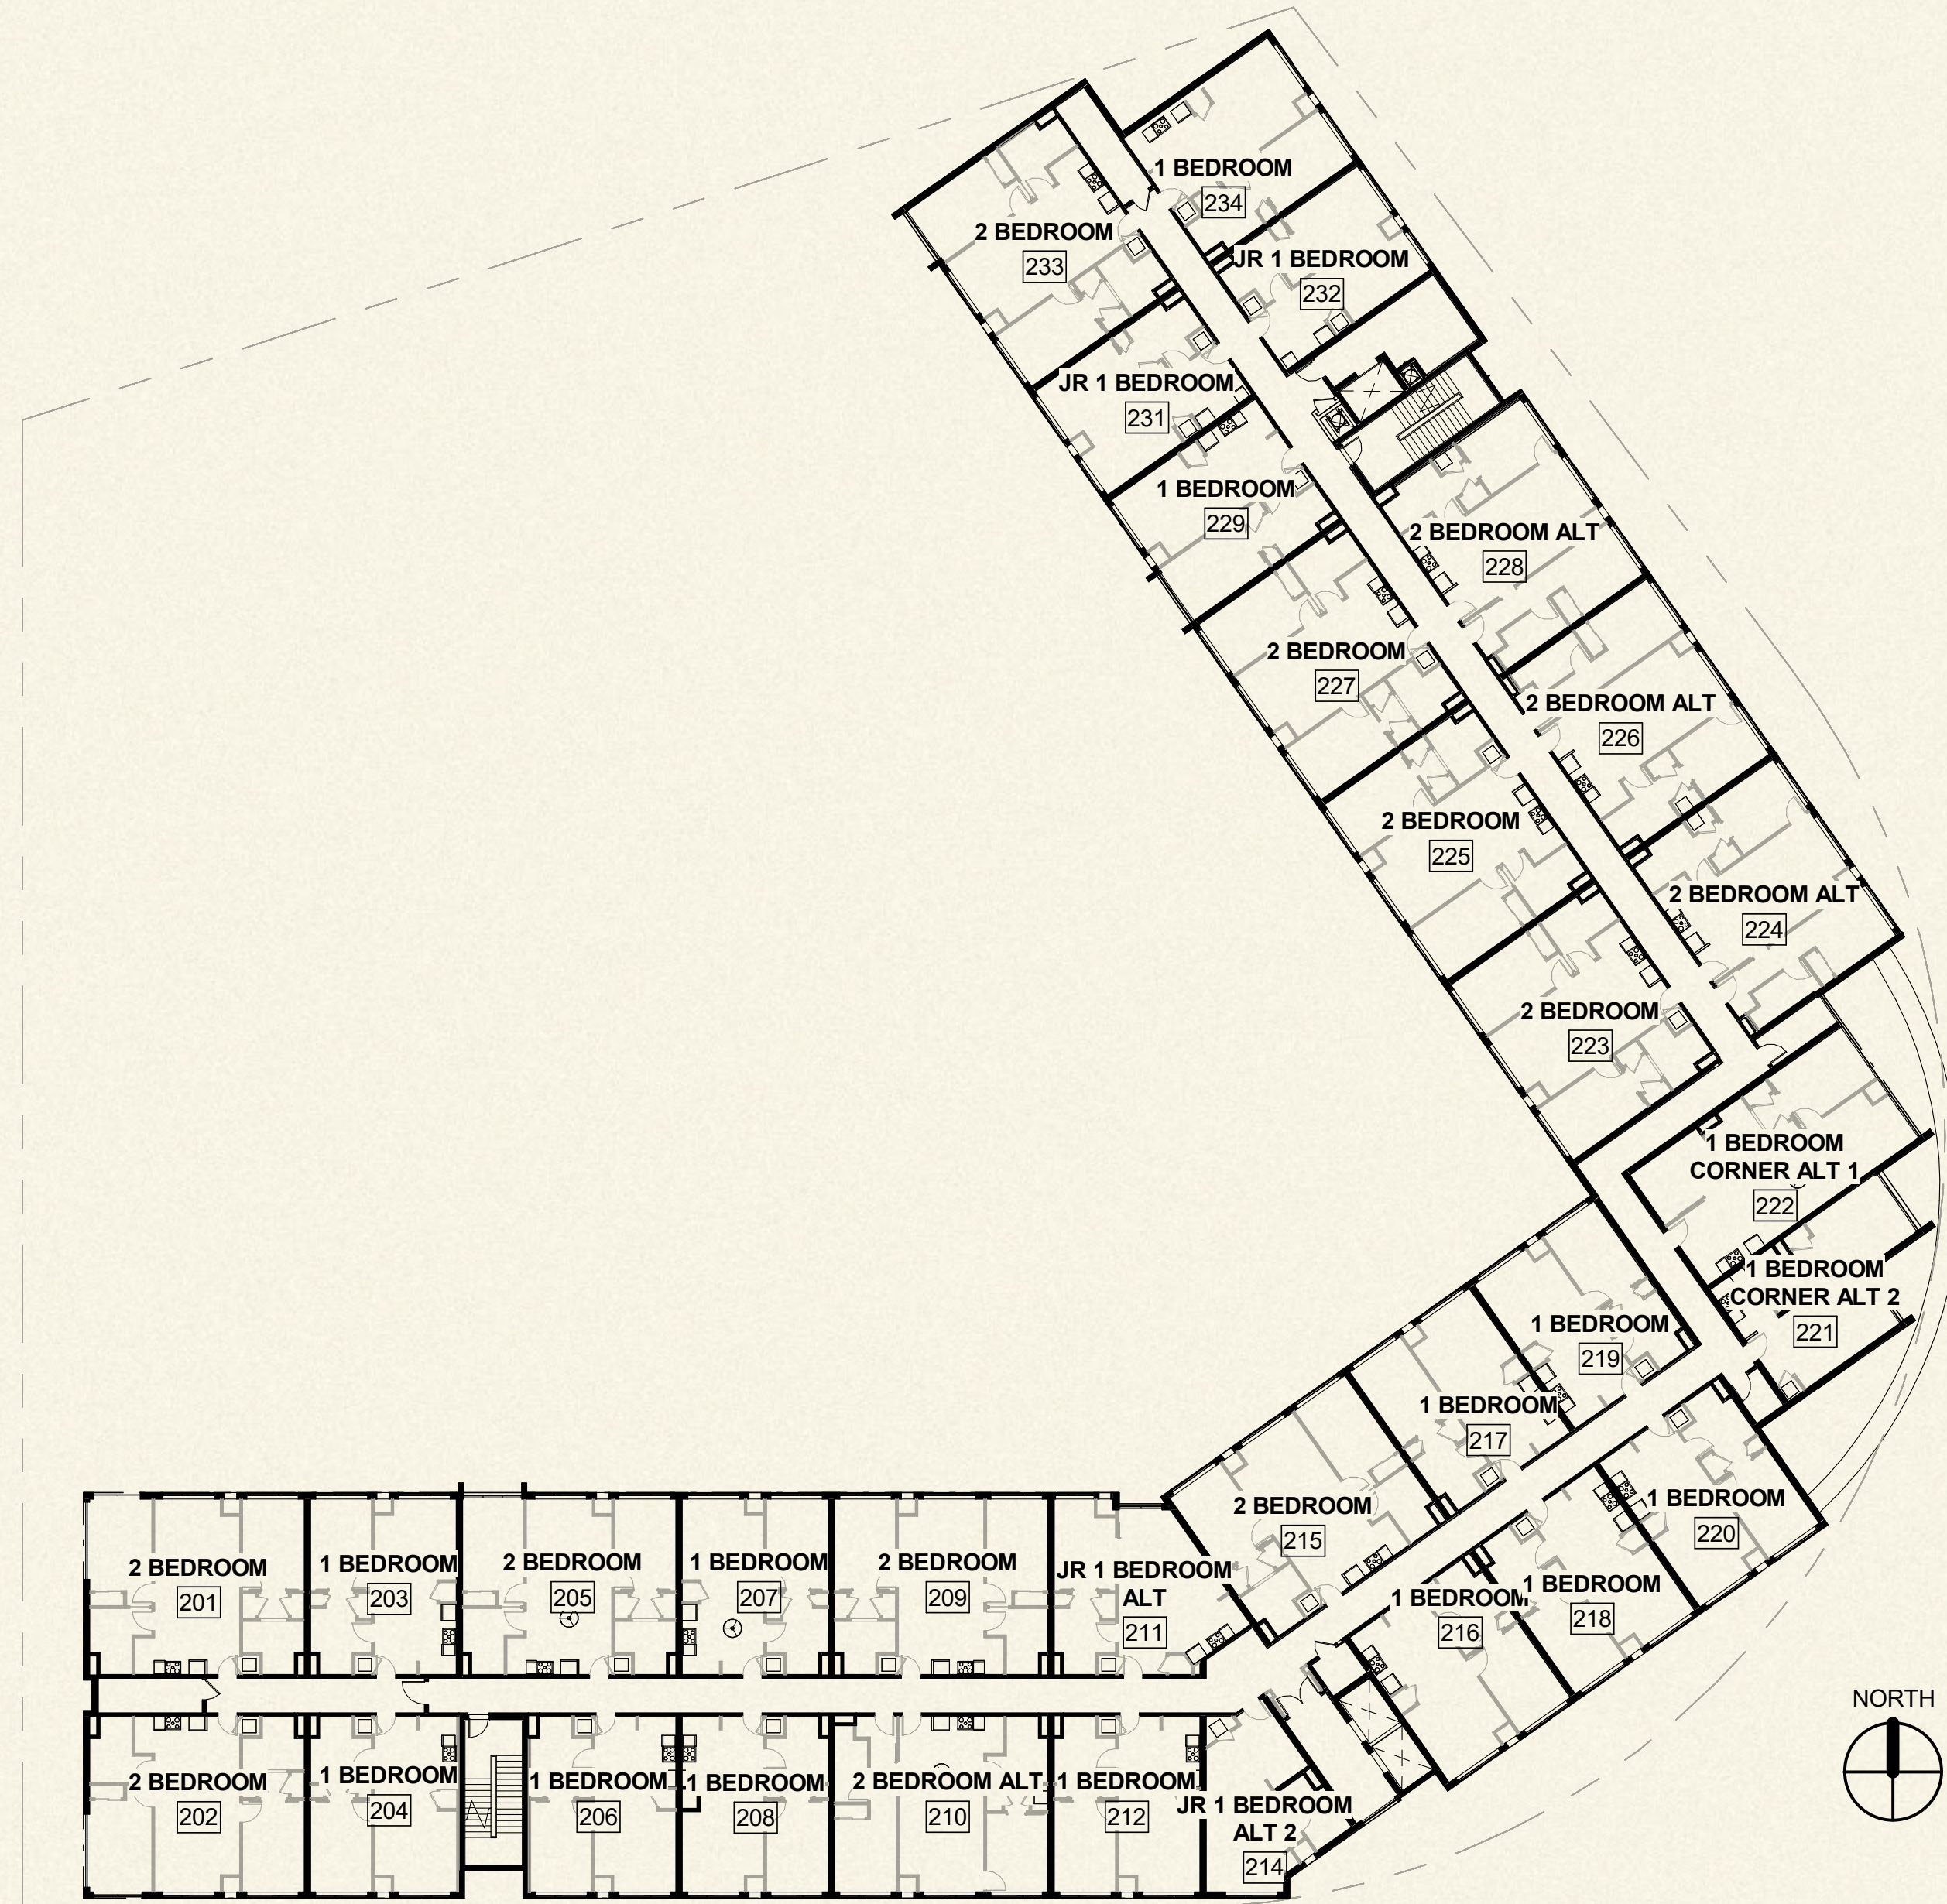 1 BEDROOM
234
2 BEDROOM
233
JR 1 BEDROOM
232
JR 1 BEDROOM
231
1 BEDROOM
229
2 BEDROOM ALT
228
2 BEDROOM
227
2 BEDROOM ALT
226
2 BEDROOM
225
2 BEDROOM ALT
224
2 BEDROOM
223
1 BEDROOM
CORNER ALT 1
222
1 BEDROOM
CORNER ALT 2
221
1 BEDROOM
219
1 BEDROOM
217
2 BEDROOM
215
1 BEDROOM
220
1 BEDROOM
218
1 BEDROOM
216
2 BEDROOM
201
1 BEDROOM
203
2 BEDROOM
205
1 BEDROOM
207
2 BEDROOM
209
JR 1 BEDROOM
ALT
211
2 BEDROOM
202
1 BEDROOM
204
1 BEDROOM
206
1 BEDROOM
208
2 BEDROOM ALT
210
1 BEDROOM
212
JR 1 BEDROOM
ALT 2
214
NORTH